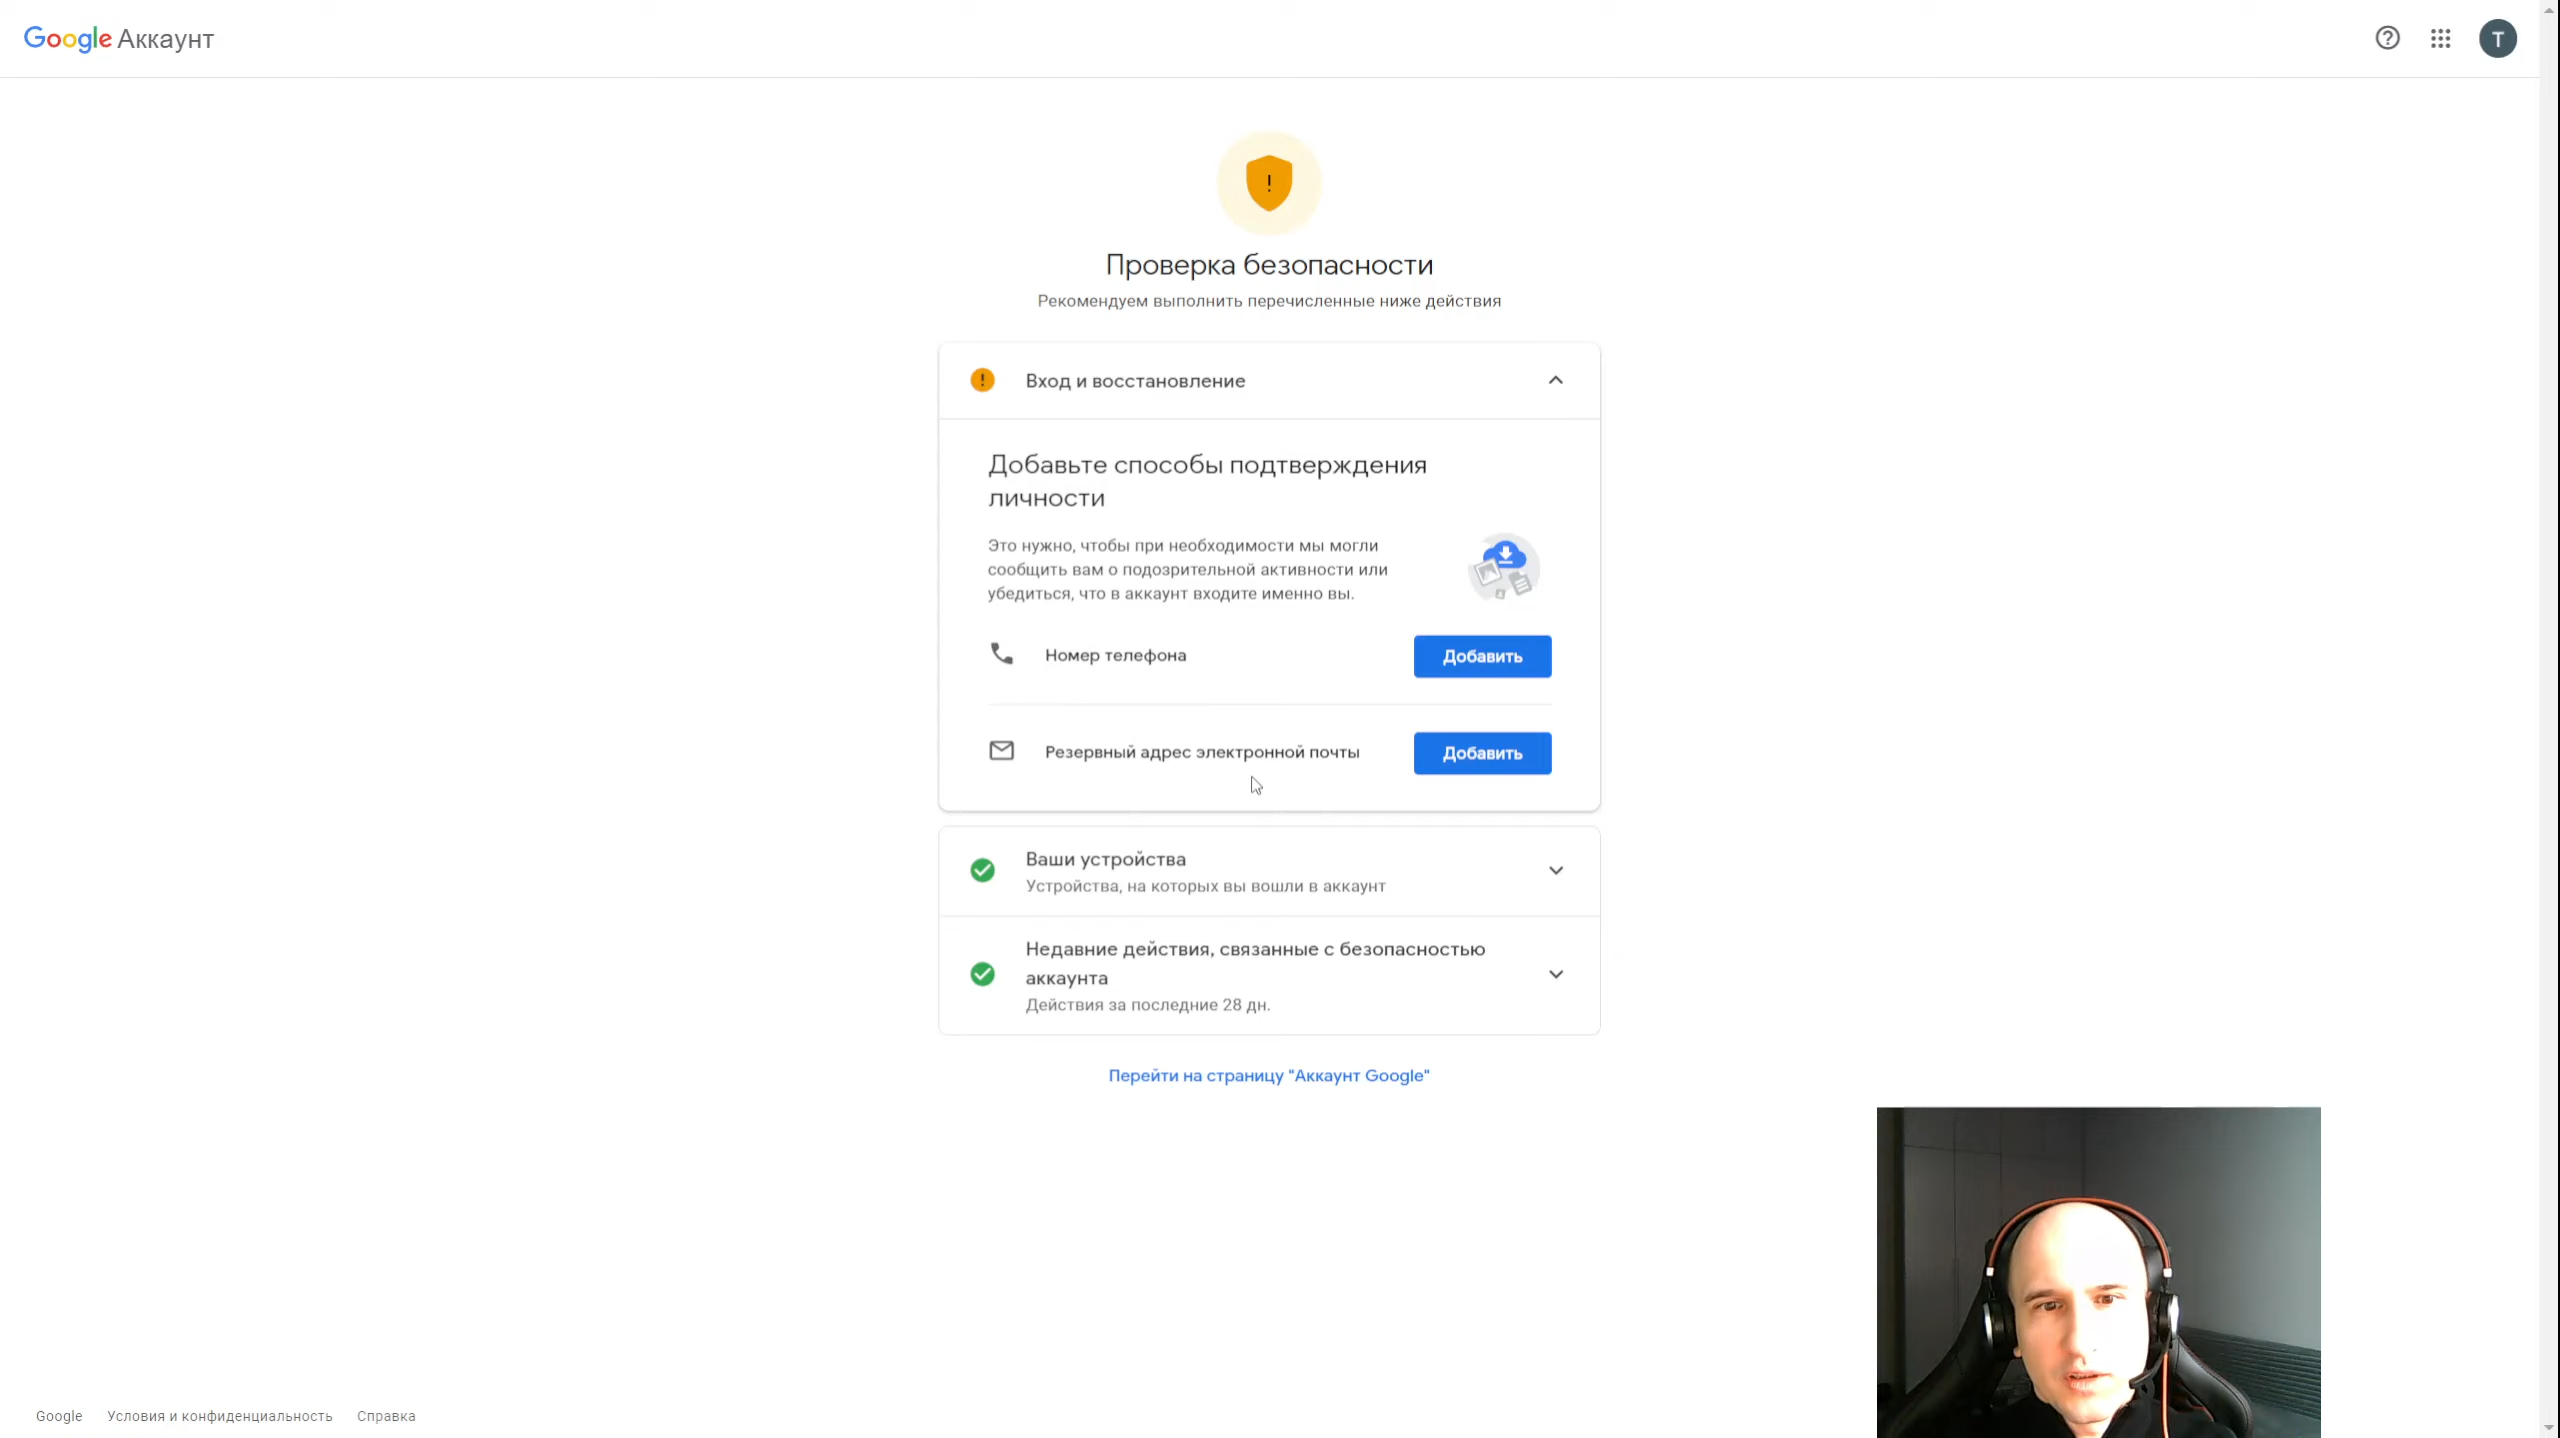 Google Аккаунт
T
Проверка безопасности
Рекомендуем выполнить перечисленные ниже действия
Вход и восстановление
Добавьте способы подтверждения
личности
Это нужно, чтобы при необходимости мы могли
сообщить вам о подозрительной активности или
убедиться, что в аккаунт входите именно вы.
Номер телефона
Добавить
Резервный адрес электронной почты
Добавить
Ваши устройства
Устройства, на которых вы вошли в аккаунт
Недавние действия, связанные с безопасностью
аккаунта
Действия за последние 28 дн.
Перейти на страницу "Аккаунт Google"
Google Условия и конфиденциальность Справка